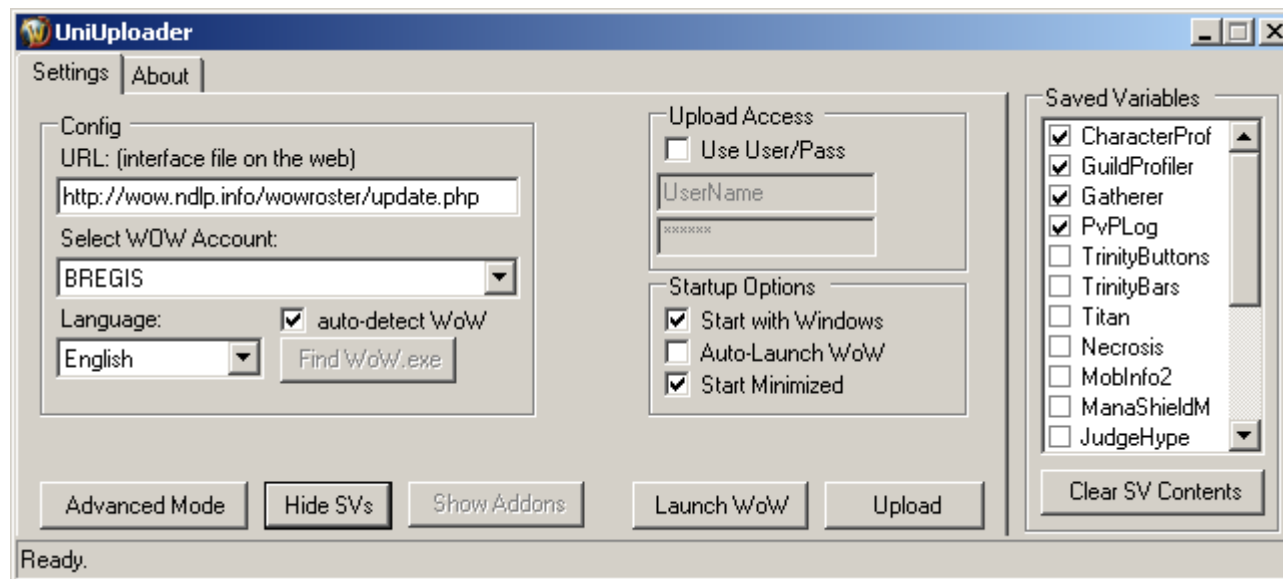 UniUploader
Settings
About
Config
URL: (interface file on the web)
http://wow.ndlp.info/wowroster/update.php
Select WOW Account:
BREGIS
Language:
auto-detect WoW
English
Find WoW.exe
Upload Access
Use User/Pass
UserName
******
Startup Options
Start with Windows
Auto-Launch WoW
Start Minimized
Saved Variables
CharacterProf
GuildProfiler
Gatherer
PvPLog
TrinityButtons
TrinityBars
Titan
Necrosis
MobInfo2
ManaShieldM
JudgeHype
Advanced Mode
Hide SVs
Show Addons
Launch WoW
Upload
Clear SV Contents
Ready.